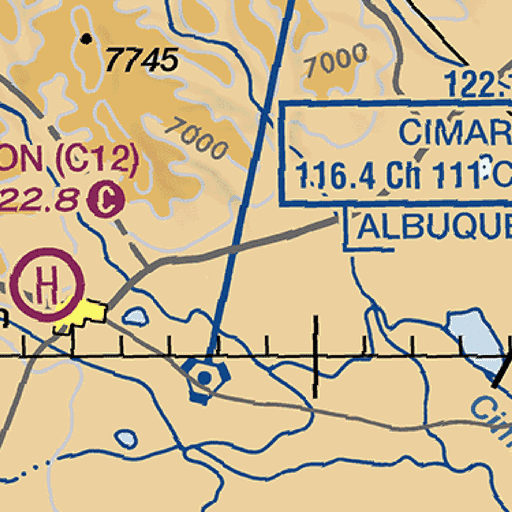 7745
7000
122.
CIMAR
116.4 Ch 111 C
ALBUQUE
7000
ON (C12)
22.8 C
H
n
Cim